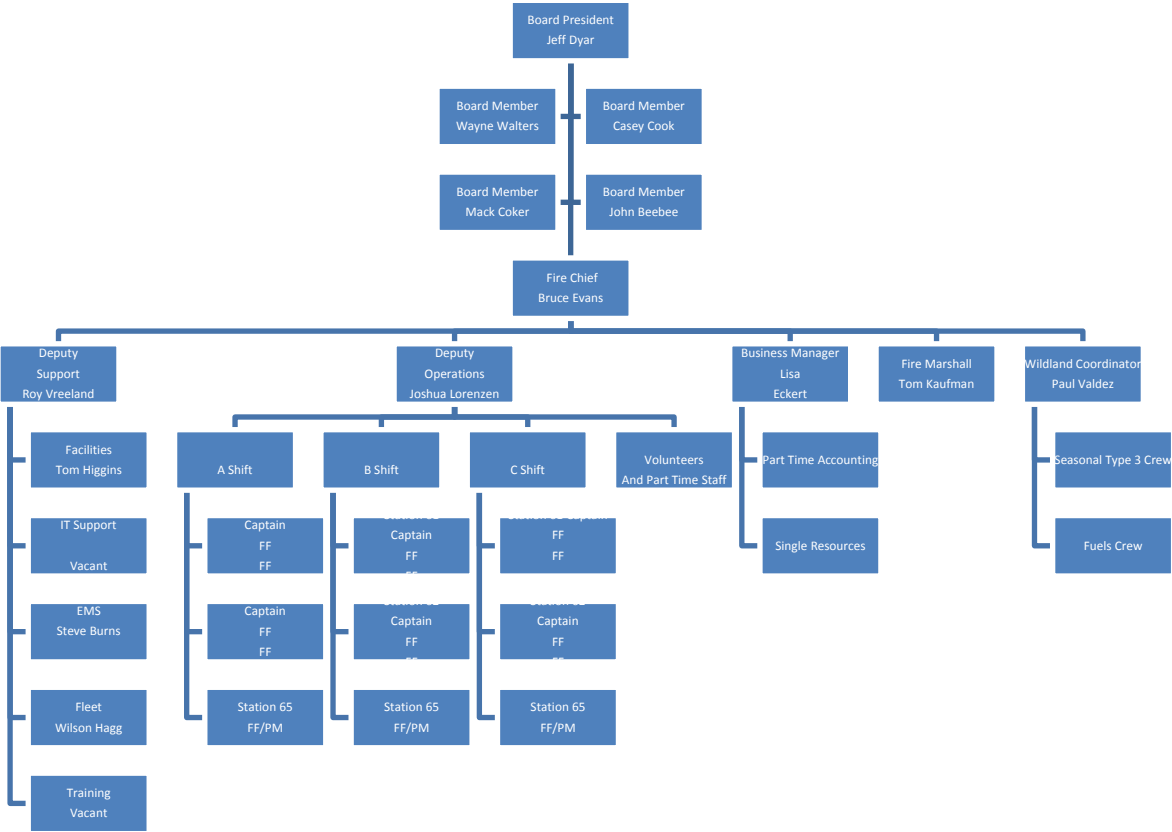 Board President
Jeff Dyar
Board Member
Wayne Walters
Board Member
Casey Cook
Board Member
Mack Coker
Board Member
John Beebee
Fire Chief
Bruce Evans
Deputy
Support
Roy Vreeland
Deputy
Operations
Joshua Lorenzen
Business Manager
Lisa
Eckert
Fire Marshall
Tom Kaufman
Wildland Coordinator
Paul Valdez
Facilities
Tom Higgins
A Shift
B Shift
C Shift
Volunteers
And Part Time Staff
Part Time Accounting
Seasonal Type 3 Crew
IT Support
Vacant
Captain
FF
FF
Captain
FF
FF
FF
FF
Single Resources
Fuels Crew
EMS
Steve Burns
Captain
FF
FF
Captain
FF
FF
Captain
FF
FF
Fleet
Wilson Hagg
Station 65
FF/PM
Station 65
FF/PM
Station 65
FF/PM
Training
Vacant